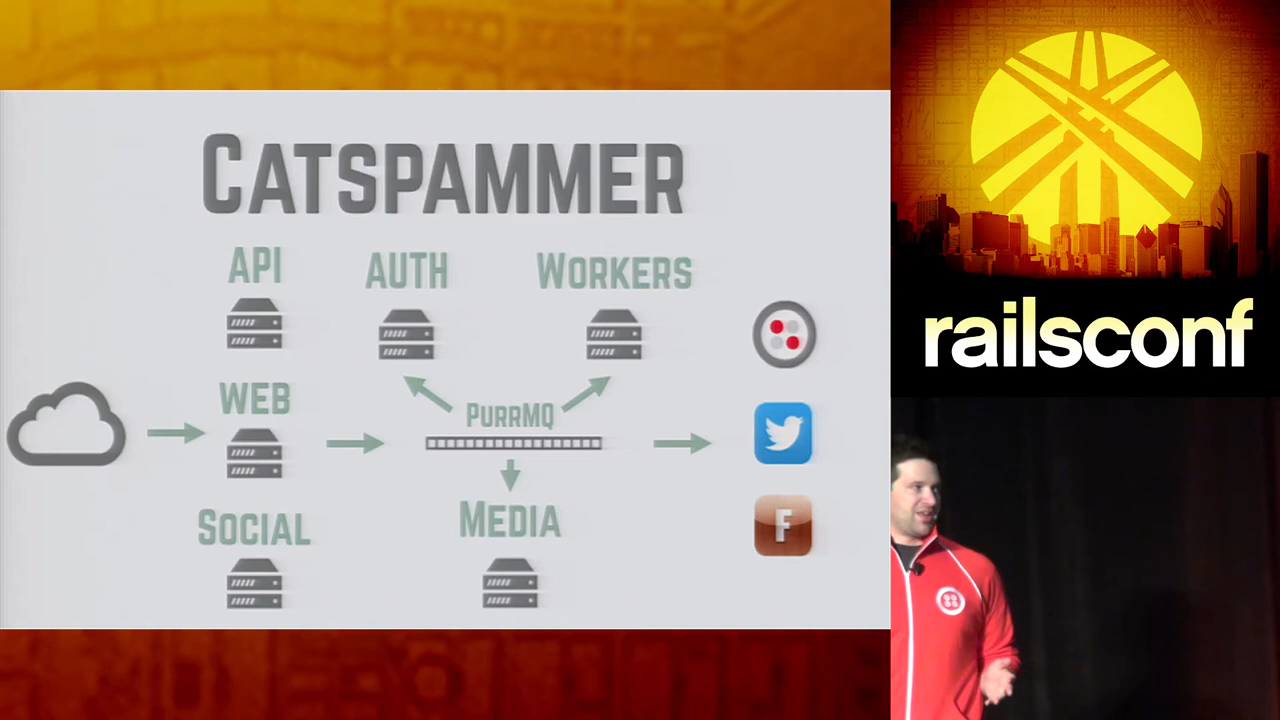 CATSPAMMER
API
AUTH
WORKERS
WEB
PURRMQ
SOCIAL
MEDIA
F
railsconf